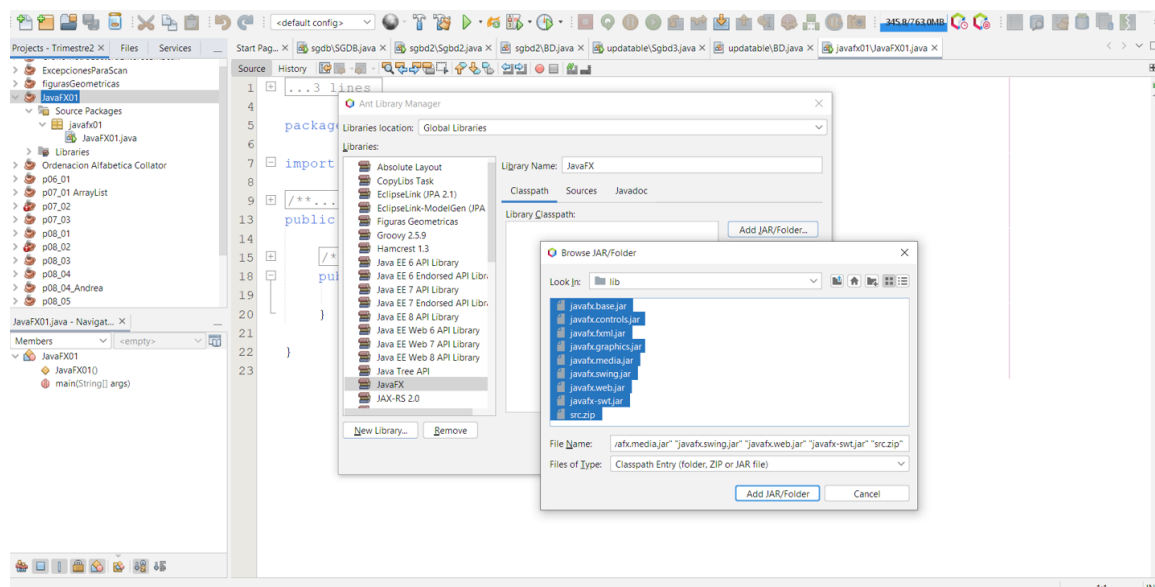 <default config>
345.8/763.0MB
Projects - Trimestre2 × Files Services
Start Pag... × sgdb\SGDB.java × sgbd2\Sgbd2.java × sgbd2\BD.java × updatable\Sgbd3.java × updatable\BD.java × javafx01\JavaFX01.java ×
Source History
ExcepcionesParaScan
figurasGeometricas
JavaFX01
Source Packages
javafx01
JavaFX01.java
Libraries
Ordenacion Alfabetica Collator
p06_01
p07_01 ArrayList
p07_02
p07_03
p08_01
p08_02
p08_03
p08_04
p08_04_Andrea
p08_05
JavaFX01.java - Navigat... ×
Members <empty>
JavaFX01
JavaFX01()
main(String[] args)
1 ...3 lines
4
5 packag
6
7 import
8
9 /**...
13 public
14
15 /*
18 pu
19
20 }
21
22 }
23
Ant Library Manager
Libraries location: Global Libraries
Libraries:
Absolute Layout
CopyLibs Task
EclipseLink (JPA 2.1)
EclipseLink-ModelGen (JPA
Figuras Geometricas
Groovy 2.5.9
Hamcrest 1.3
Java EE 6 API Library
Java EE 6 Endorsed API Libr
Java EE 7 API Library
Java EE 7 Endorsed API Libr
Java EE 8 API Library
Java EE Web 6 API Library
Java EE Web 7 API Library
Java EE Web 8 API Library
Java Tree API
JavaFX
JAX-RS 2.0
New Library... Remove
Library Name: JavaFX
Classpath Sources Javadoc
Library Classpath:
Add JAR/Folder...
Browse JAR/Folder
Look In: lib
javafx.base.jar
javafx.controls.jar
javafx.fxml.jar
javafx.graphics.jar
javafx.media.jar
javafx.swing.jar
javafx.web.jar
javafx-swt.jar
src.zip
File Name: afx.media.jar" "javafx.swing.jar" "javafx.web.jar" "javafx-swt.jar" "src.zip"
Files of Type: Classpath Entry (folder, ZIP or JAR file)
Add JAR/Folder Cancel